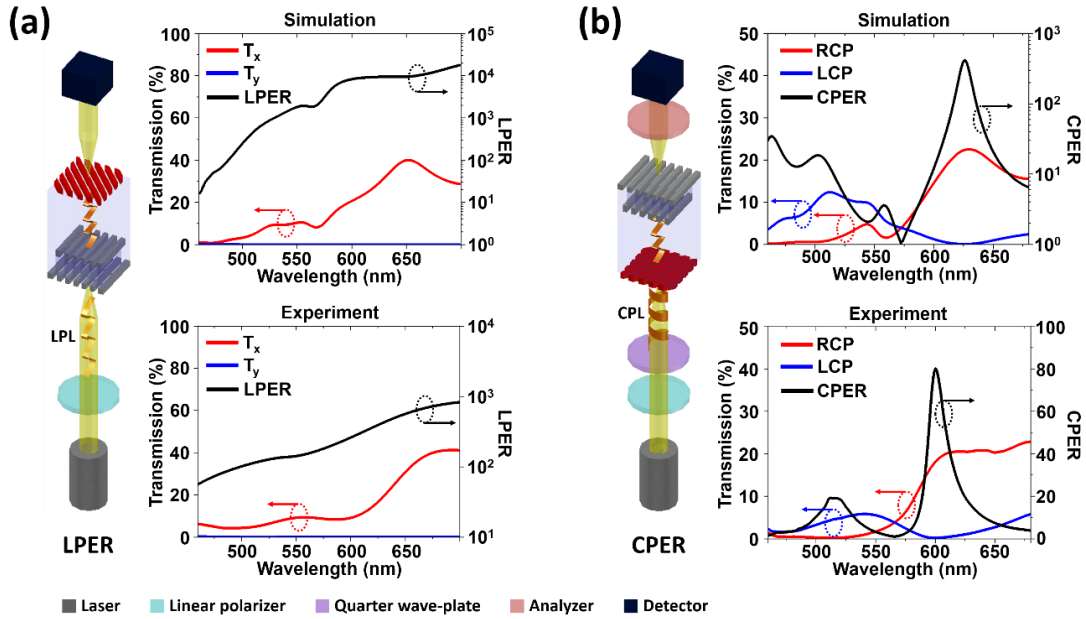 (a)
Simulation
Transmission (%)
100
80
60
40
20
0
Tx
Ty
LPER
10⁵
10⁴
10³
10²
10¹
10⁰
LPER
500 550 600 650
Wavelength (nm)
LPL
Experiment
Transmission (%)
100
80
60
40
20
0
Tx
Ty
LPER
10⁴
10³
10²
10¹
LPER
500 550 600 650
Wavelength (nm)
LPER
(b)
Simulation
Transmission (%)
50
40
30
20
10
0
RCP
LCP
CPER
10³
10²
10¹
10⁰
CPER
500 550 600 650
Wavelength (nm)
CPL
Experiment
Transmission (%)
50
40
30
20
10
0
RCP
LCP
CPER
100
80
60
40
20
0
CPER
500 550 600 650
Wavelength (nm)
CPER
Laser Linear polarizer Quarter wave-plate Analyzer Detector